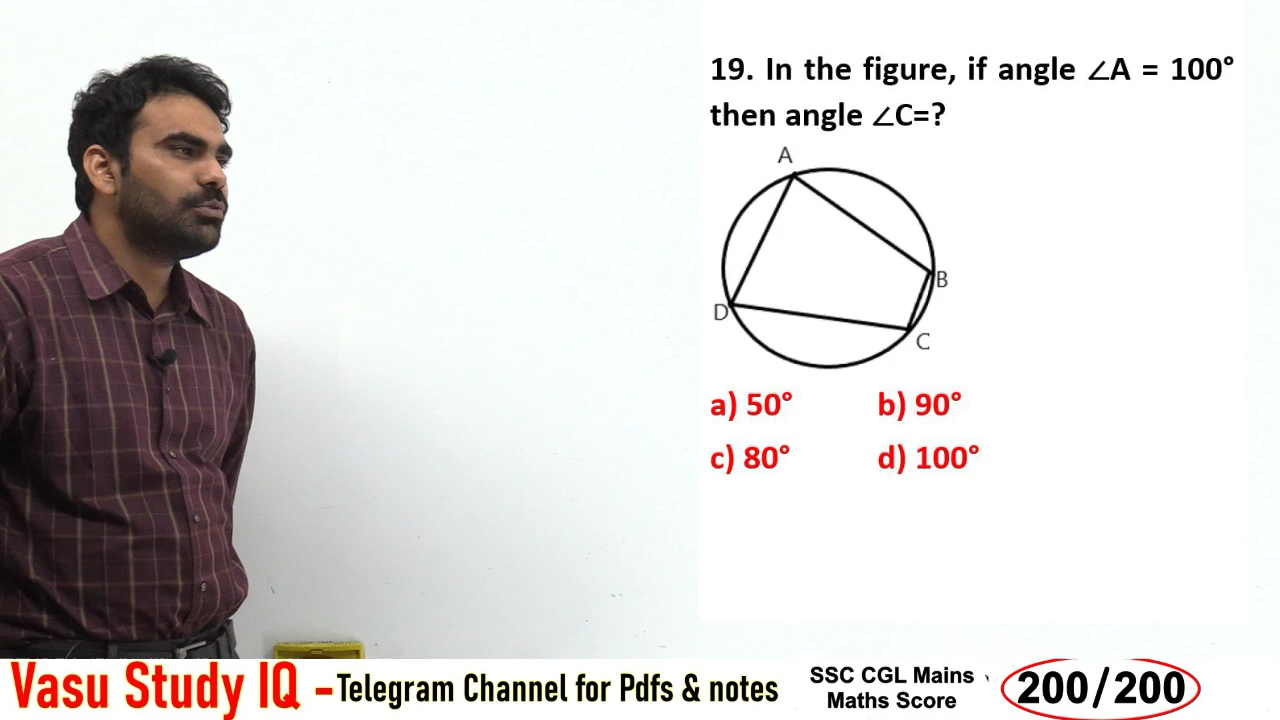 19. In the figure, if angle ∠A = 100°
then angle ∠C=?
A
B
D
C
a) 50° b) 90°
c) 80° d) 100°
Vasu Study IQ - Telegram Channel for Pdfs & notes
SSC CGL Mains
Maths Score
200/200